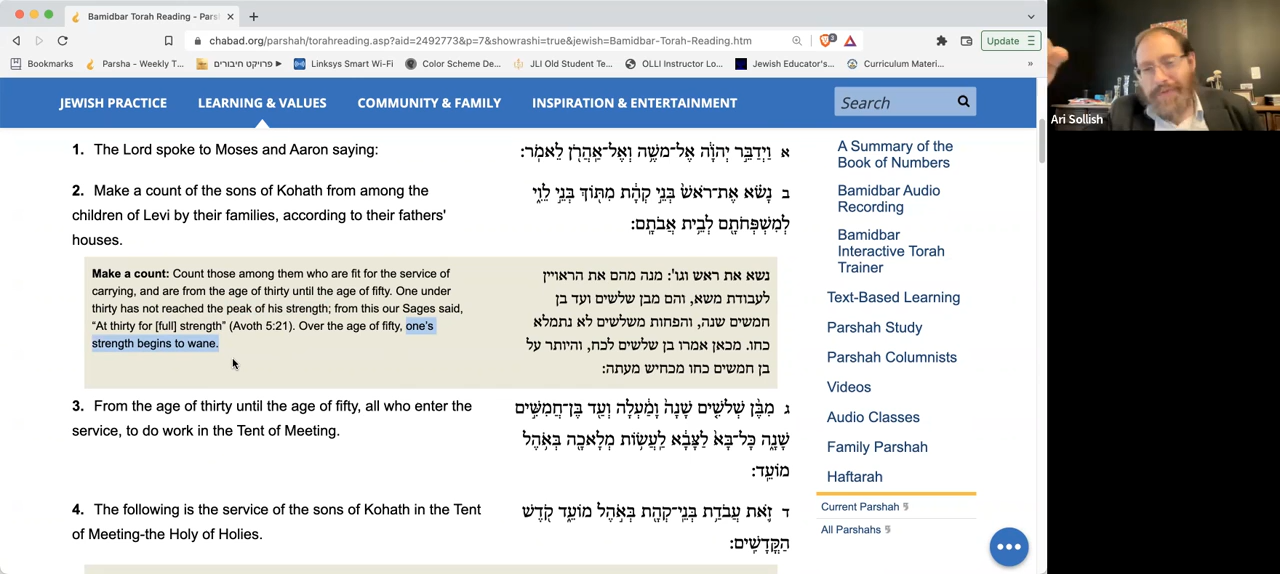 Bamidbar Torah Reading - Pars
chabad.org/parshah/torahreading.asp?aid=2492773&p=7&showrashi=true&jewish=Bamidbar-Torah-Reading.htm
3
Update
Bookmarks
Parsha - Weekly T...
פרויקט חיבורים
Linksys Smart Wi-Fi
Color Scheme De...
JLI Old Student Te...
OLLI Instructor Lo...
Jewish Educator's...
Curriculum Materi...
»
JEWISH PRACTICE
LEARNING & VALUES
COMMUNITY & FAMILY
INSPIRATION & ENTERTAINMENT
Search
Ari Sollish
1. The Lord spoke to Moses and Aaron saying:
א וַיְדַבֵּ֣ר יְהֹוָ֔ה אֶל־משֶׁ֥ה וְאֶל־אַֽהֲרֹ֖ן לֵאמֹֽר:
2. Make a count of the sons of Kohath from among the
children of Levi by their families, according to their fathers'
houses.
ב נָשֹׂ֗א אֶת־רֹאשׁ֙ בְּנֵ֣י קְהָ֔ת מִתּ֖וֹךְ בְּנֵ֣י לֵוִ֑י
לְמִשְׁפְּחֹתָ֖ם לְבֵ֥ית אֲבֹתָֽם:
Make a count: Count those among them who are fit for the service of
carrying, and are from the age of thirty until the age of fifty. One under
thirty has not reached the peak of his strength; from this our Sages said,
“At thirty for [full] strength” (Avoth 5:21). Over the age of fifty, one’s
strength begins to wane.
נשא את ראש וגו': מנה מהם את הראויין
לעבודת משא, והם מבן שלשים ועד בן
חמשים שנה, והפחות משלשים לא נתמלא
כחו. מכאן אמרו בן שלשים לכח, והיותר על
בן חמשים כחו מכחיש מעתה:
3. From the age of thirty until the age of fifty, all who enter the
service, to do work in the Tent of Meeting.
ג מִבֶּ֨ן שְׁלשִׁ֤ים שָׁנָה֙ וָמַ֔עְלָה וְעַ֖ד בֶּן־חֲמִשִּׁ֣ים
שָׁנָ֑ה כָּל־בָּא֙ לַצָּבָ֔א לַֽעֲשׂ֥וֹת מְלָאכָ֖ה בְּאֹ֥הֶל
מוֹעֵֽד:
4. The following is the service of the sons of Kohath in the Tent
of Meeting-the Holy of Holies.
ד זֹ֛את עֲבֹדַ֥ת בְּנֵֽי־קְהָ֖ת בְּאֹ֣הֶל מוֹעֵ֑ד קֹ֖דֶשׁ
הַקֳּדָשִֽׁים:
A Summary of the
Book of Numbers
Bamidbar Audio
Recording
Bamidbar
Interactive Torah
Trainer
Text-Based Learning
Parshah Study
Parshah Columnists
Videos
Audio Classes
Family Parshah
Haftarah
Current Parshah
All Parshahs